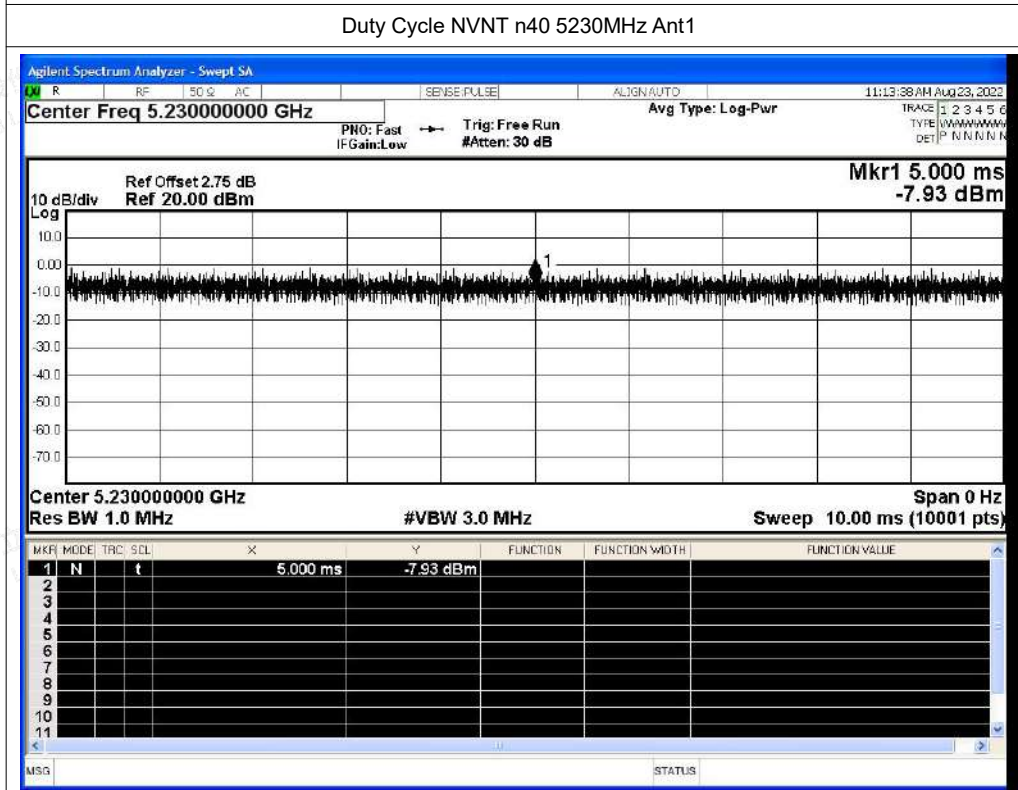 Duty Cycle NVNT n40 5230MHz Ant1
Agilent Spectrum Analyzer - Swept SA
R RF 50 Ω AC SENSE:PULSE ALIGN AUTO 11:13:38 AM Aug 23, 2022
Center Freq 5.230000000 GHz Avg Type: Log-Pwr TRACE 1 2 3 4 5 6
PNO: Fast Trig: Free Run TYPE
IFGain:Low #Atten: 30 dB DET P N N N N N
Mkr1 5.000 ms
Ref Offset 2.75 dB
10 dB/div Ref 20.00 dBm -7.93 dBm
Log
10.0
0.00
1
-10.0
-20.0
-30.0
-40.0
-50.0
-60.0
-70.0
Center 5.230000000 GHz Span 0 Hz
Res BW 1.0 MHz #VBW 3.0 MHz Sweep 10.00 ms (10001 pts)
MKR MODE TRC SCL X Y FUNCTION FUNCTION WIDTH FUNCTION VALUE
1 N t 5.000 ms -7.93 dBm
2
3
4
5
6
7
8
9
10
11
MSG STATUS